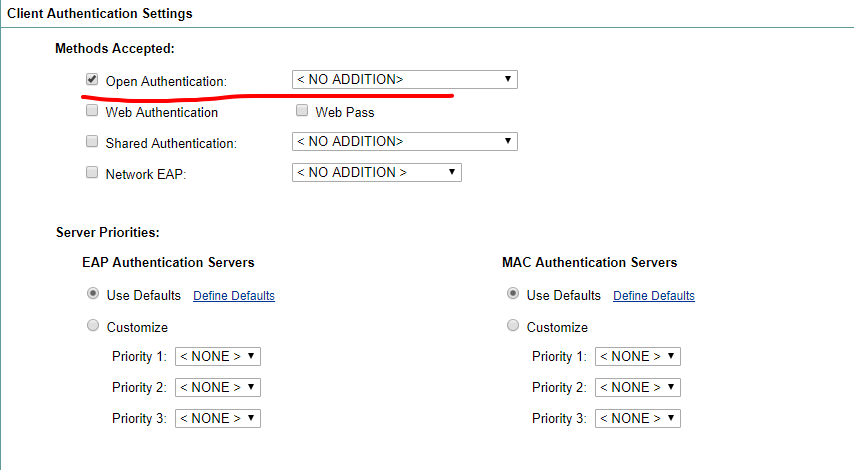 Client Authentication Settings
Methods Accepted:
Open Authentication: < NO ADDITION>
Web Authentication Web Pass
Shared Authentication: < NO ADDITION>
Network EAP: < NO ADDITION >
Server Priorities:
EAP Authentication Servers MAC Authentication Servers
Use Defaults Define Defaults Use Defaults Define Defaults
Customize Customize
Priority 1: < NONE > Priority 1: < NONE >
Priority 2: < NONE > Priority 2: < NONE >
Priority 3: < NONE > Priority 3: < NONE >